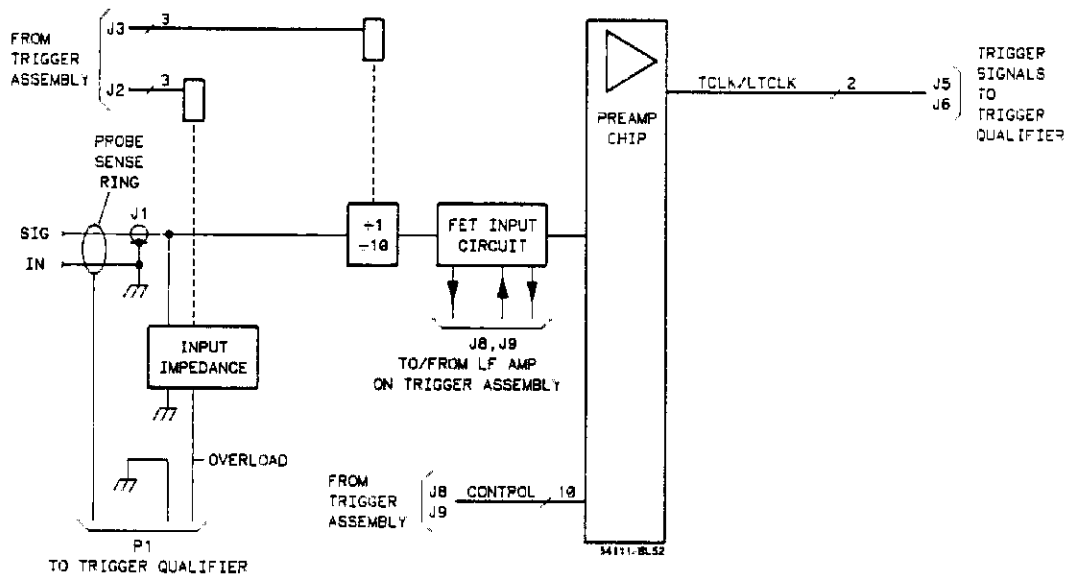 FROM
TRIGGER
ASSEMBLY
J3
3
J2
3
PROBE
SENSE
RING
J1
SIG
IN
÷1
÷10
FET INPUT
CIRCUIT
PREAMP
CHIP
TCLK/LTCLK
2
J5
J6
TRIGGER
SIGNALS
TO
TRIGGER
QUALIFIER
INPUT
IMPEDANCE
J8,J9
TO/FROM LF AMP
ON TRIGGER ASSEMBLY
OVERLOAD
FROM
TRIGGER
ASSEMBLY
J8
J9
CONTROL
10
P1
TO TRIGGER QUALIFIER